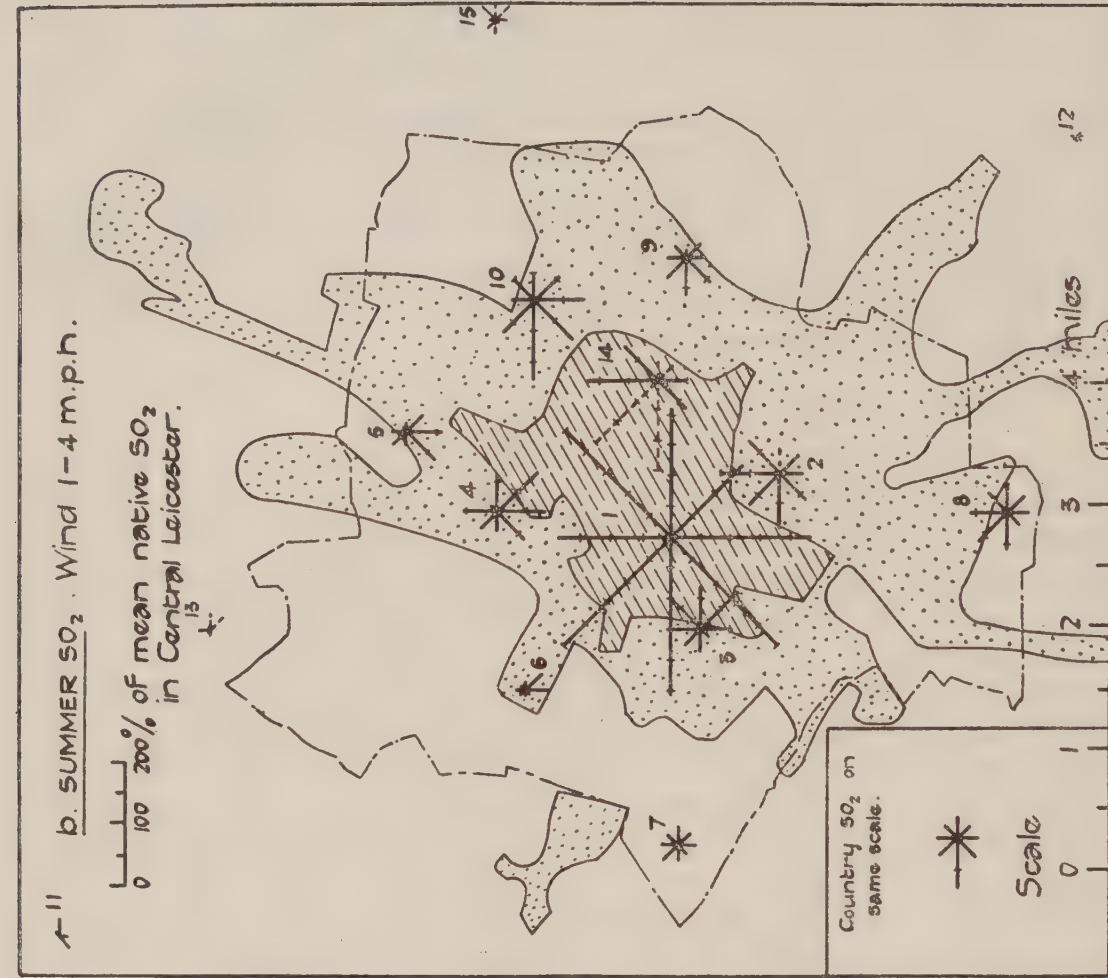 11
b. SUMMER SO₂. Wind 1-4 m.p.h.
0 100 200% of mean native SO₂
in Central Leicester.
13
15
5
10
4
9
14
1
6
2
3
7
8
12
Country SO₂ on
same scale.
Scale
0 1 2 3 4 miles